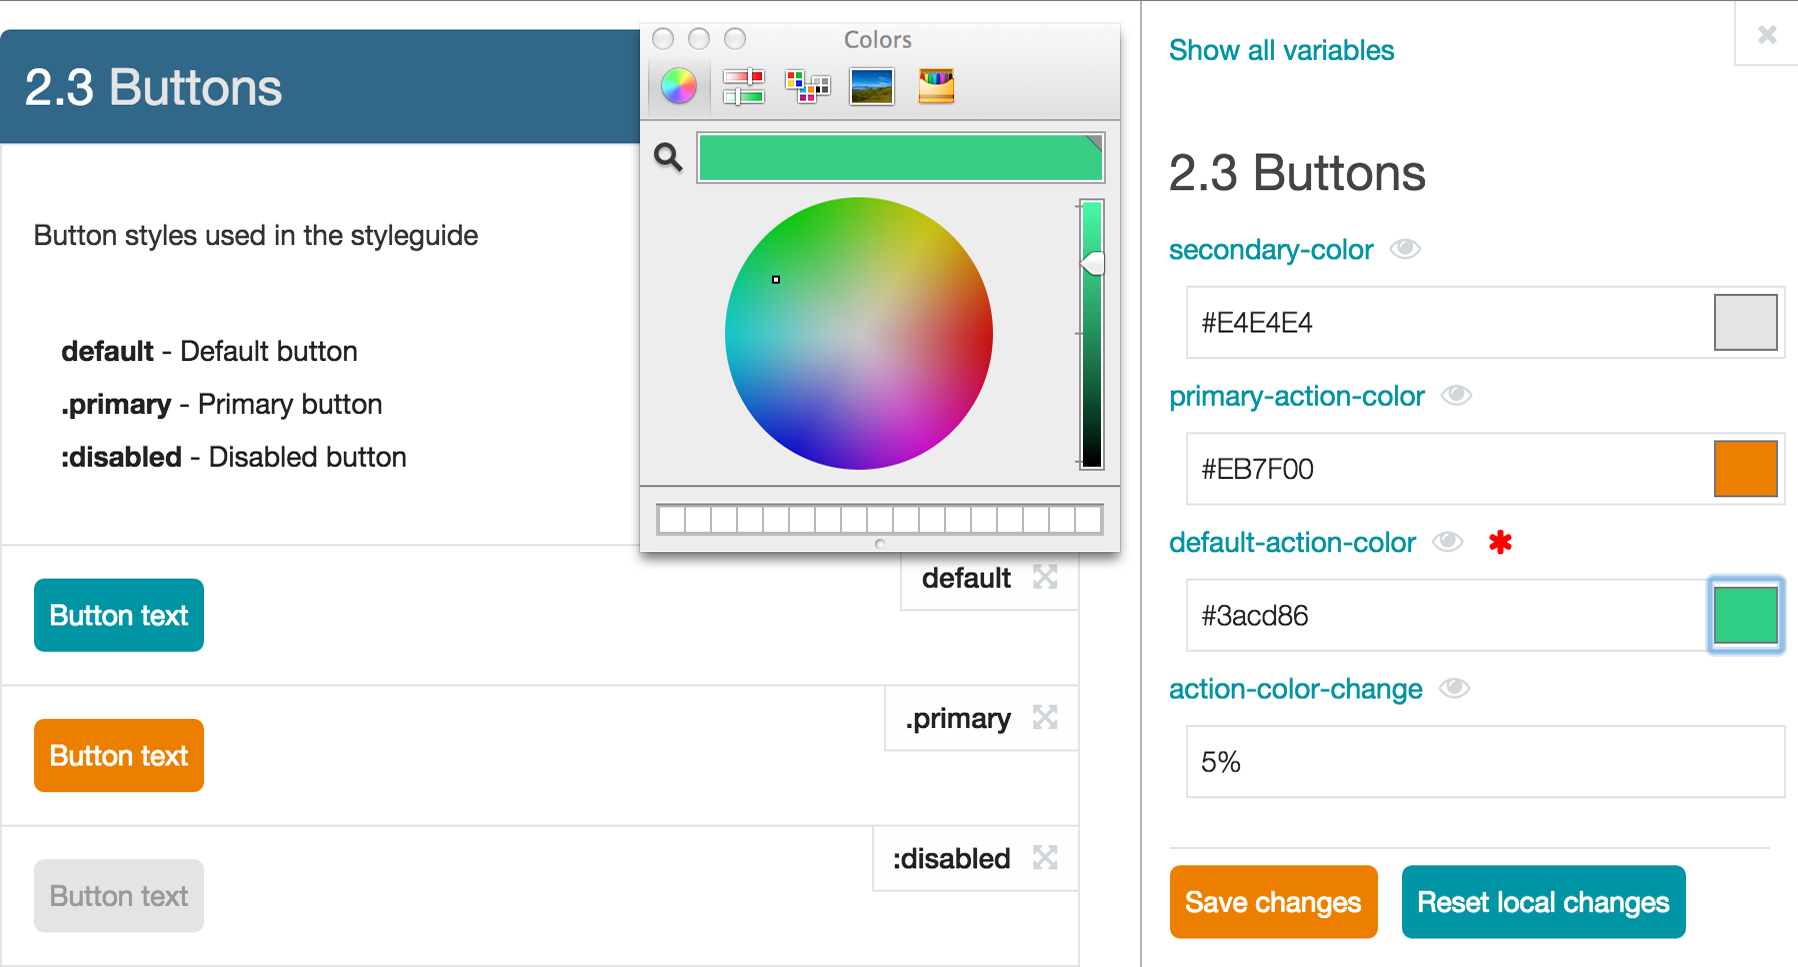 2.3 Buttons
Button styles used in the styleguide
default - Default button
.primary - Primary button
:disabled - Disabled button
Colors
default
Button text
.primary
Button text
:disabled
Button text
Show all variables
2.3 Buttons
secondary-color
#E4E4E4
primary-action-color
#EB7F00
default-action-color *
#3acd86
action-color-change
5%
Save changes
Reset local changes